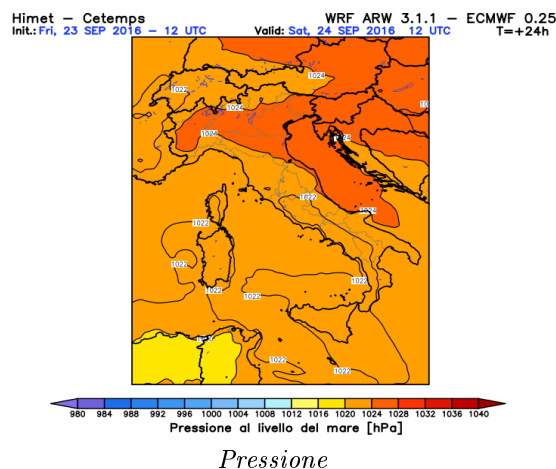 Himet – Cetemps WRF ARW 3.1.1 – ECMWF 0.25
Init.: Fri, 23 SEP 2016 – 12 UTC Valid: Sat, 24 SEP 2016 12 UTC T=+24h
1022
1024
1024
1024
1022
1024
1022
1022
1022
1022
1022
1022
1022
1022
980 984 988 992 996 1000 1004 1008 1012 1016 1020 1024 1028 1032 1036 1040
Pressione al livello del mare [hPa]
Pressione